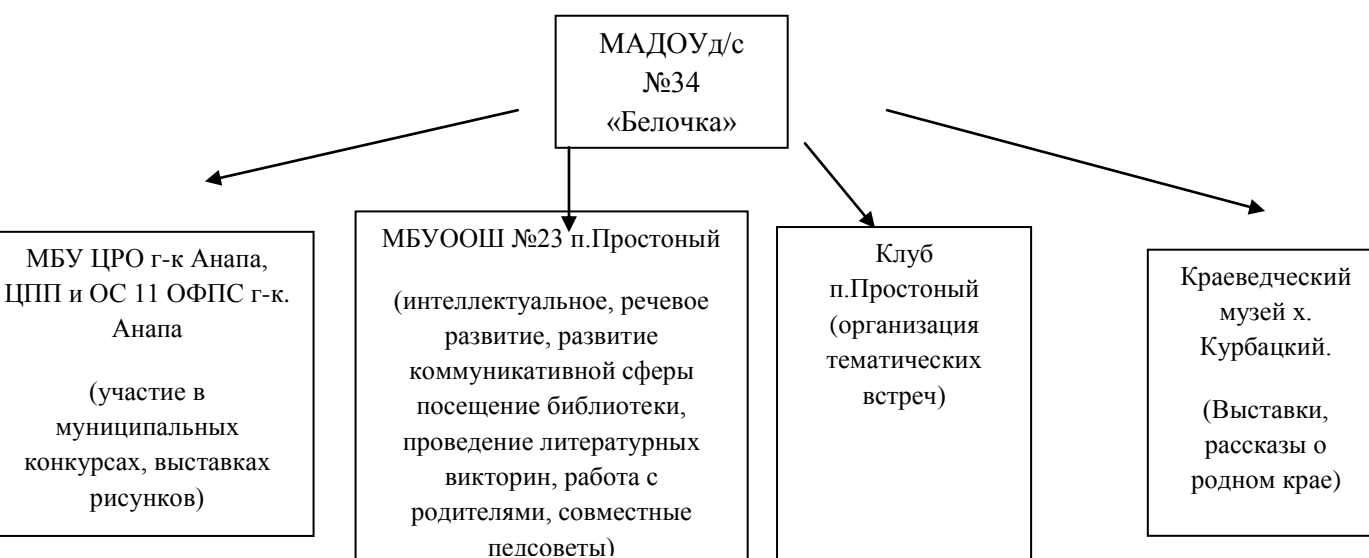 МАДОУд/с
№34
«Белочка»
МБУ ЦРО г-к Анапа,
ЦПП и ОС 11 ОФПС г-к.
Анапа
(участие в
муниципальных
конкурсах, выставках
рисунков)
МБУООШ №23 п.Простоный
(интеллектуальное, речевое
развитие, развитие
коммуникативной сферы
посещение библиотеки,
проведение литературных
викторин, работа с
родителями, совместные
педсоветы)
Клуб
п.Простоный
(организация
тематических
встреч)
Краеведческий
музей х.
Курбацкий.
(Выставки,
рассказы о
родном крае)